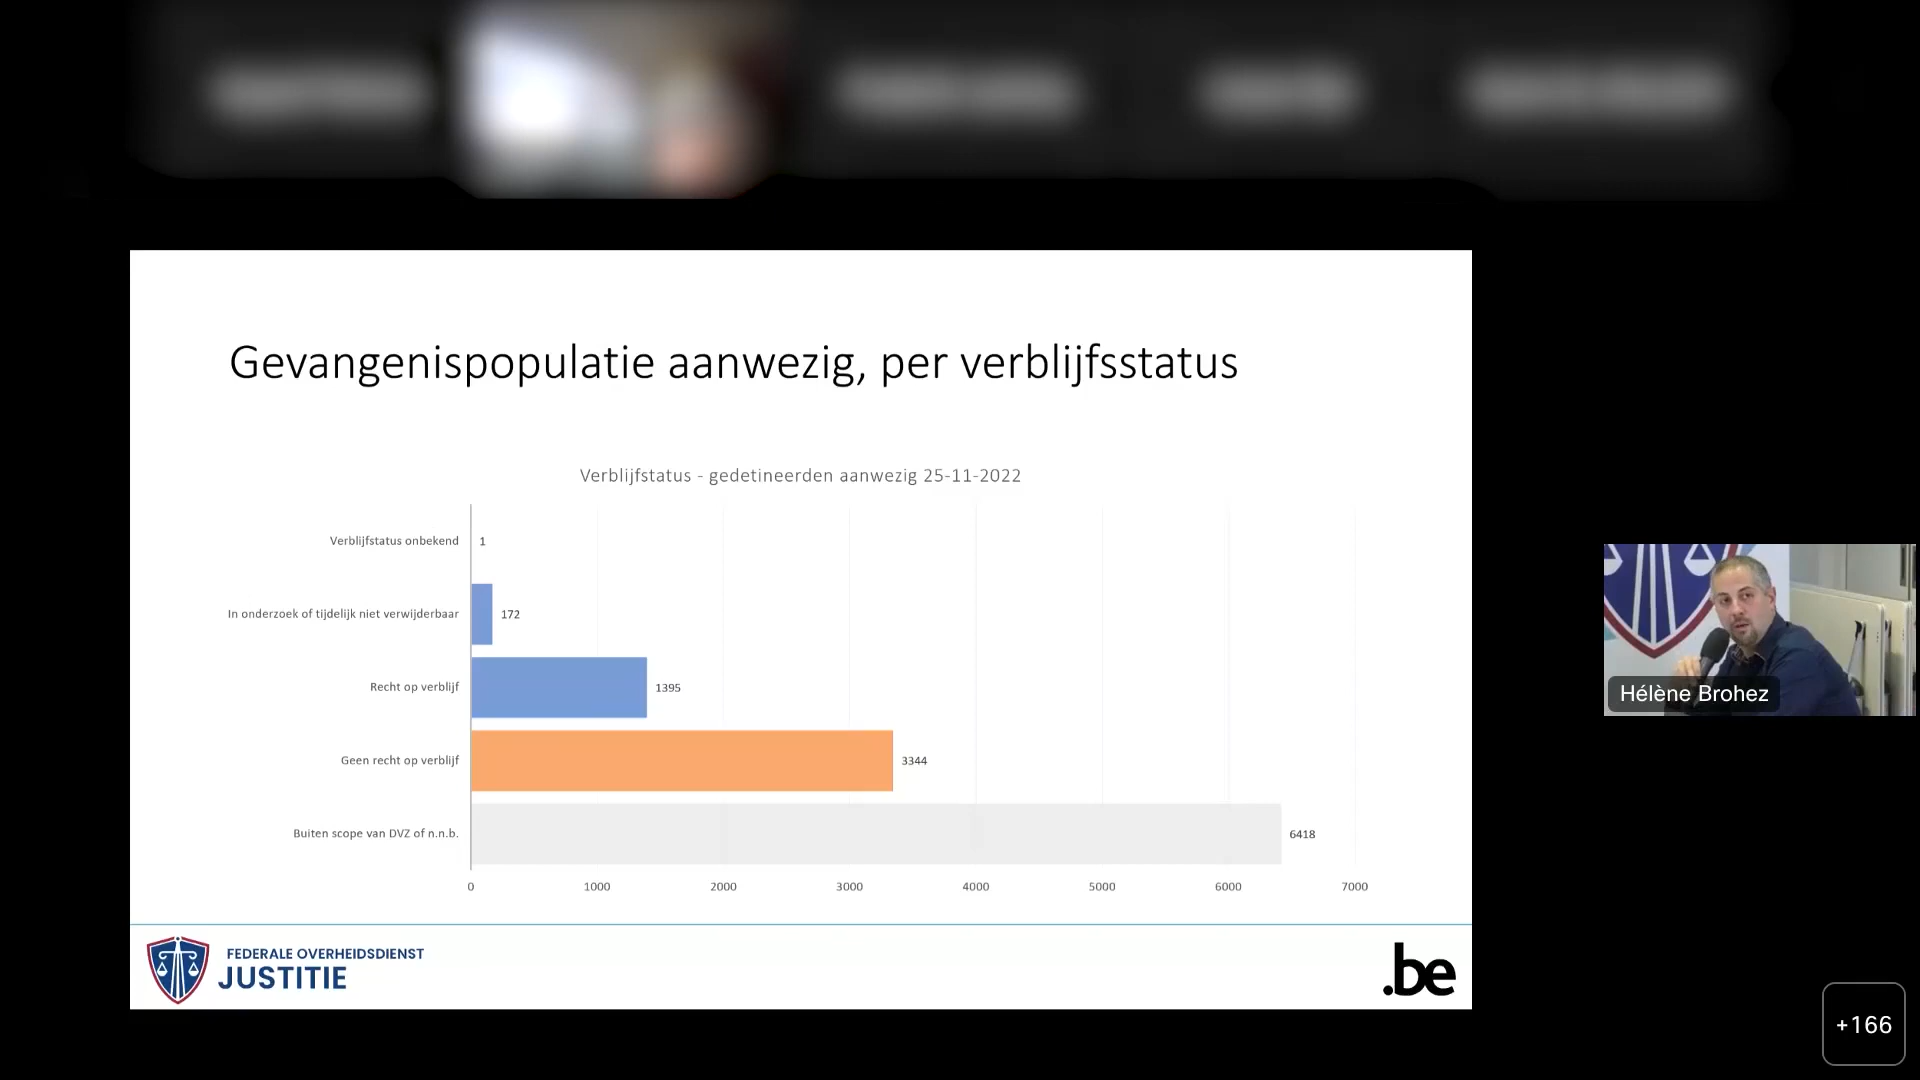 Gevangenispopulatie aanwezig, per verblijfsstatus
Verblijfstatus - gedetineerden aanwezig 25-11-2022
Verblijfstatus onbekend 1
In onderzoek of tijdelijk niet verwijderbaar 172
Recht op verblijf 1395
Geen recht op verblijf 3344
Buiten scope van DVZ of n.n.b. 6418
0 1000 2000 3000 4000 5000 6000 7000
FEDERALE OVERHEIDSDIENST
JUSTITIE
.be
Hélène Brohez
+166